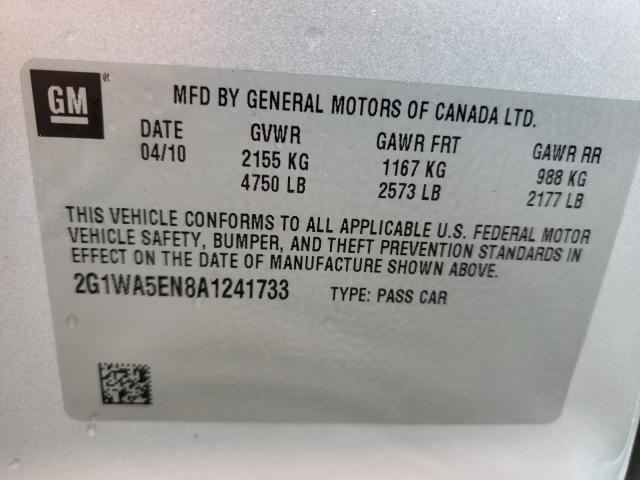 GM ®
MFD BY GENERAL MOTORS OF CANADA LTD.
DATE GVWR GAWR FRT GAWR RR
04/10 2155 KG 1167 KG 988 KG
4750 LB 2573 LB 2177 LB
THIS VEHICLE CONFORMS TO ALL APPLICABLE U.S. FEDERAL MOTOR
VEHICLE SAFETY, BUMPER, AND THEFT PREVENTION STANDARDS IN
EFFECT ON THE DATE OF MANUFACTURE SHOWN ABOVE.
2G1WA5EN8A1241733 TYPE: PASS CAR